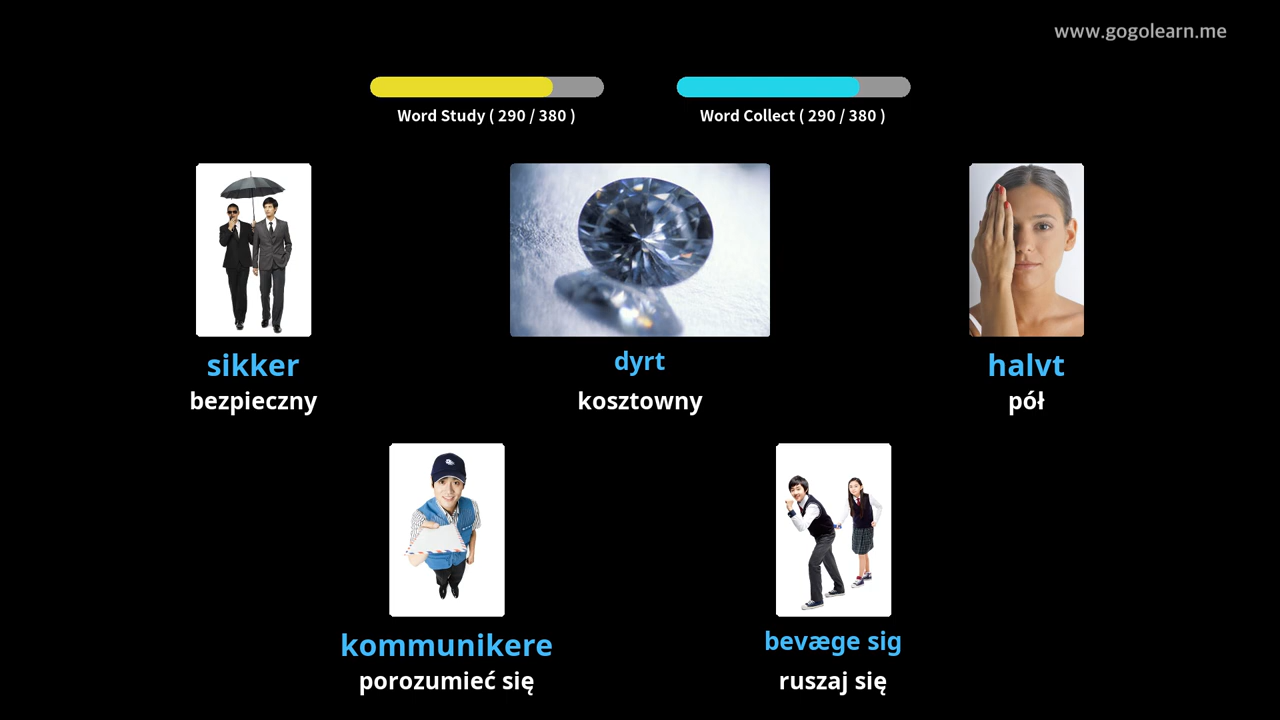 www.gogolearn.me
Word Study ( 290 / 380 )
Word Collect ( 290 / 380 )
sikker
bezpieczny
dyrt
kosztowny
halvt
pół
kommunikere
porozumieć się
bevæge sig
ruszaj się